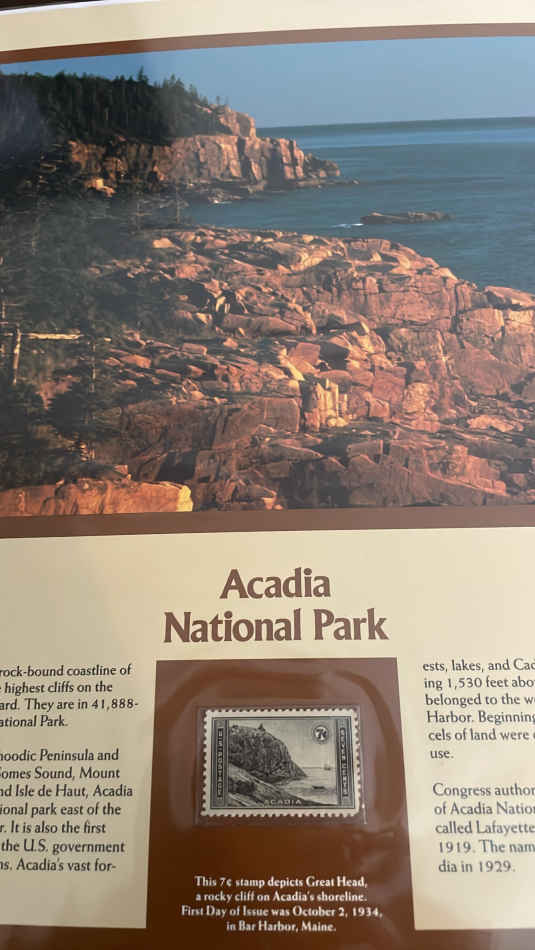 Acadia
National Park
rock-bound coastline of
highest cliffs on the
ard. They are in 41,888-
ational Park.
hoodic Peninsula and
omes Sound, Mount
nd Isle de Haut, Acadia
ional park east of the
r. It is also the first
the U.S. government
ns. Acadia's vast for-
U.S. POSTAGE
7¢
SEVEN CENTS
ACADIA
This 7¢ stamp depicts Great Head,
a rocky cliff on Acadia's shoreline.
First Day of Issue was October 2, 1934,
in Bar Harbor, Maine.
ests, lakes, and Cad
ing 1,530 feet abo
belonged to the w
Harbor. Beginning
cels of land were
use.
Congress author
of Acadia Nation
called Lafayette
1919. The nam
dia in 1929.